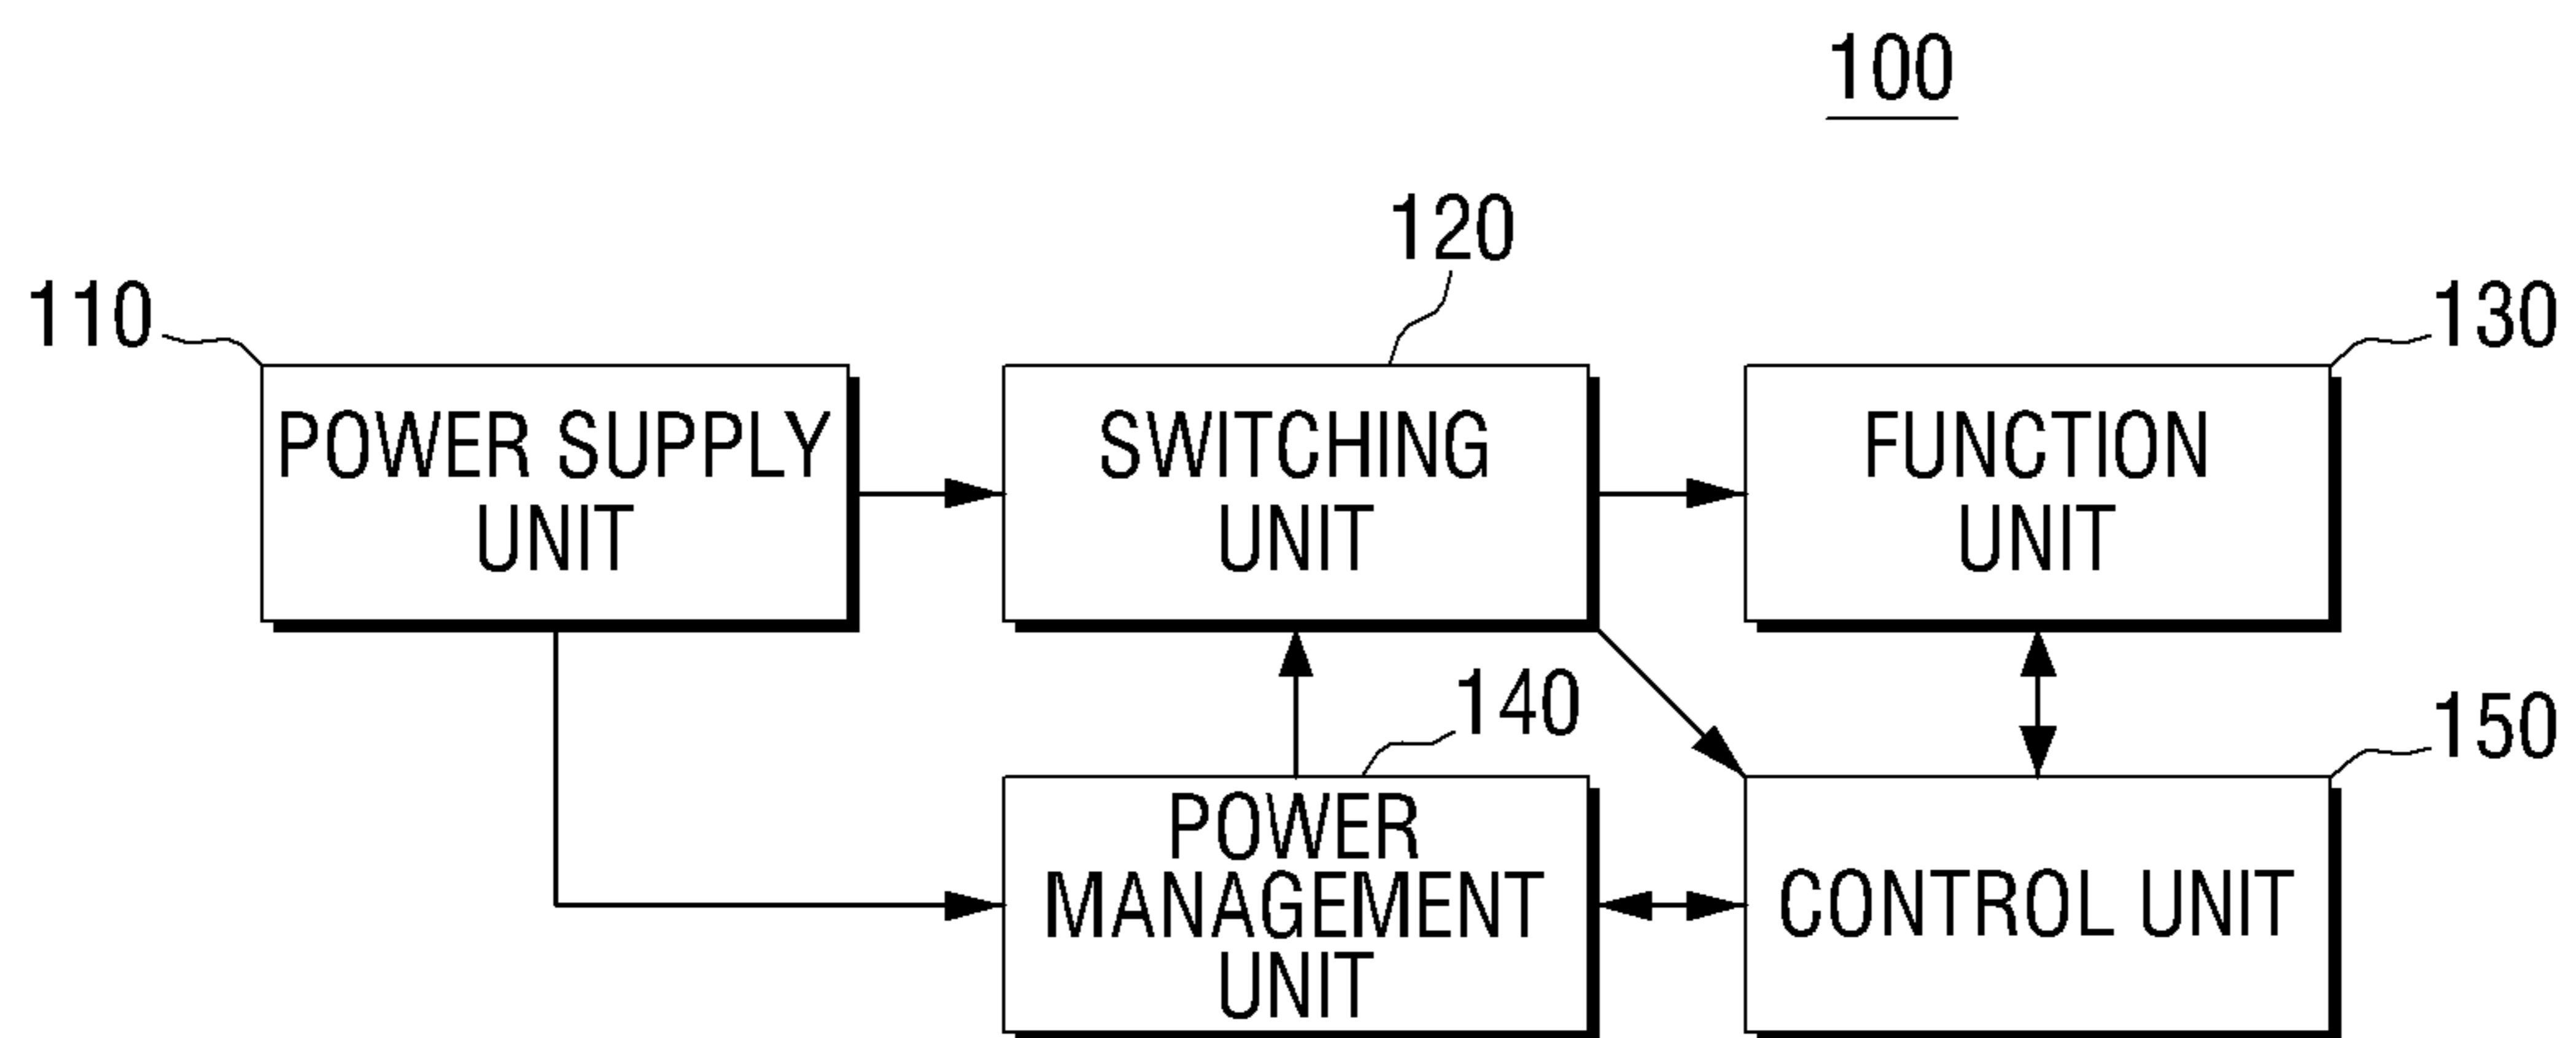 100
120
110
130
POWER SUPPLY
UNIT
SWITCHING
UNIT
FUNCTION
UNIT
140
150
POWER
MANAGEMENT
UNIT
CONTROL UNIT